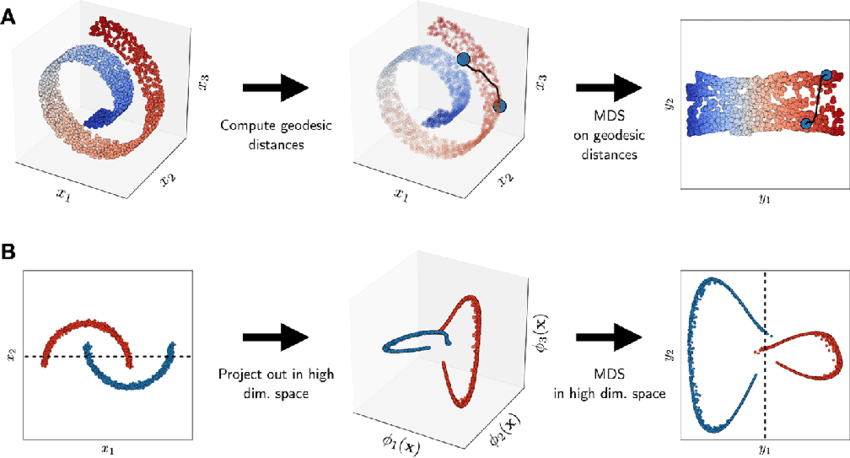 A
x₁
x₂
x₃
Compute geodesic
distances
x₁
x₂
x₃
MDS
on geodesic
distances
y₂
y₁
B
x₂
x₁
Project out in high
dim. space
ϕ₁(𝐱)
ϕ₂(𝐱)
ϕ₃(𝐱)
MDS
in high dim. space
y₂
y₁